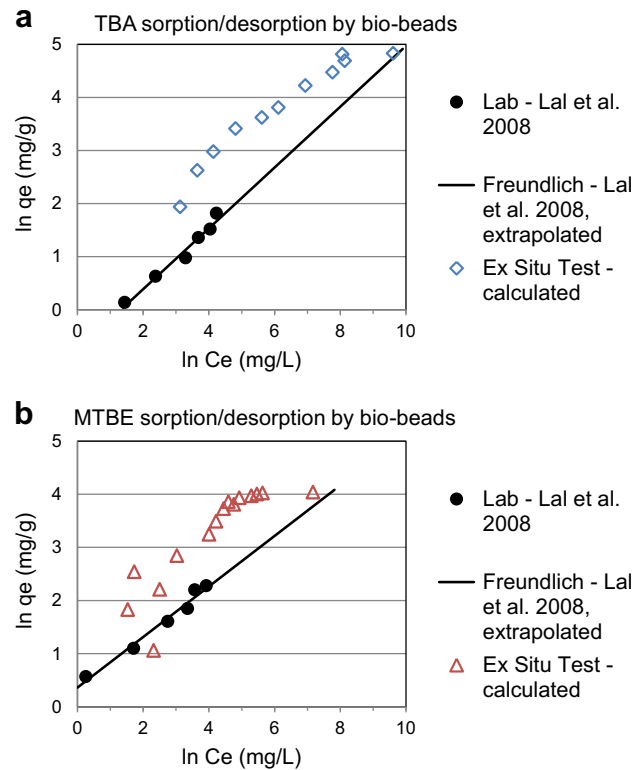 a
TBA sorption/desorption by bio-beads
5
4
3
2
1
0
ln qe (mg/g)
0 2 4 6 8 10
ln Ce (mg/L)
Lab - Lal et al.
2008
Freundlich - Lal
et al. 2008,
extrapolated
Ex Situ Test -
calculated
b
MTBE sorption/desorption by bio-beads
5
4
3
2
1
0
ln qe (mg/g)
0 2 4 6 8 10
ln Ce (mg/L)
Lab - Lal et al.
2008
Freundlich - Lal
et al. 2008,
extrapolated
Ex Situ Test -
calculated